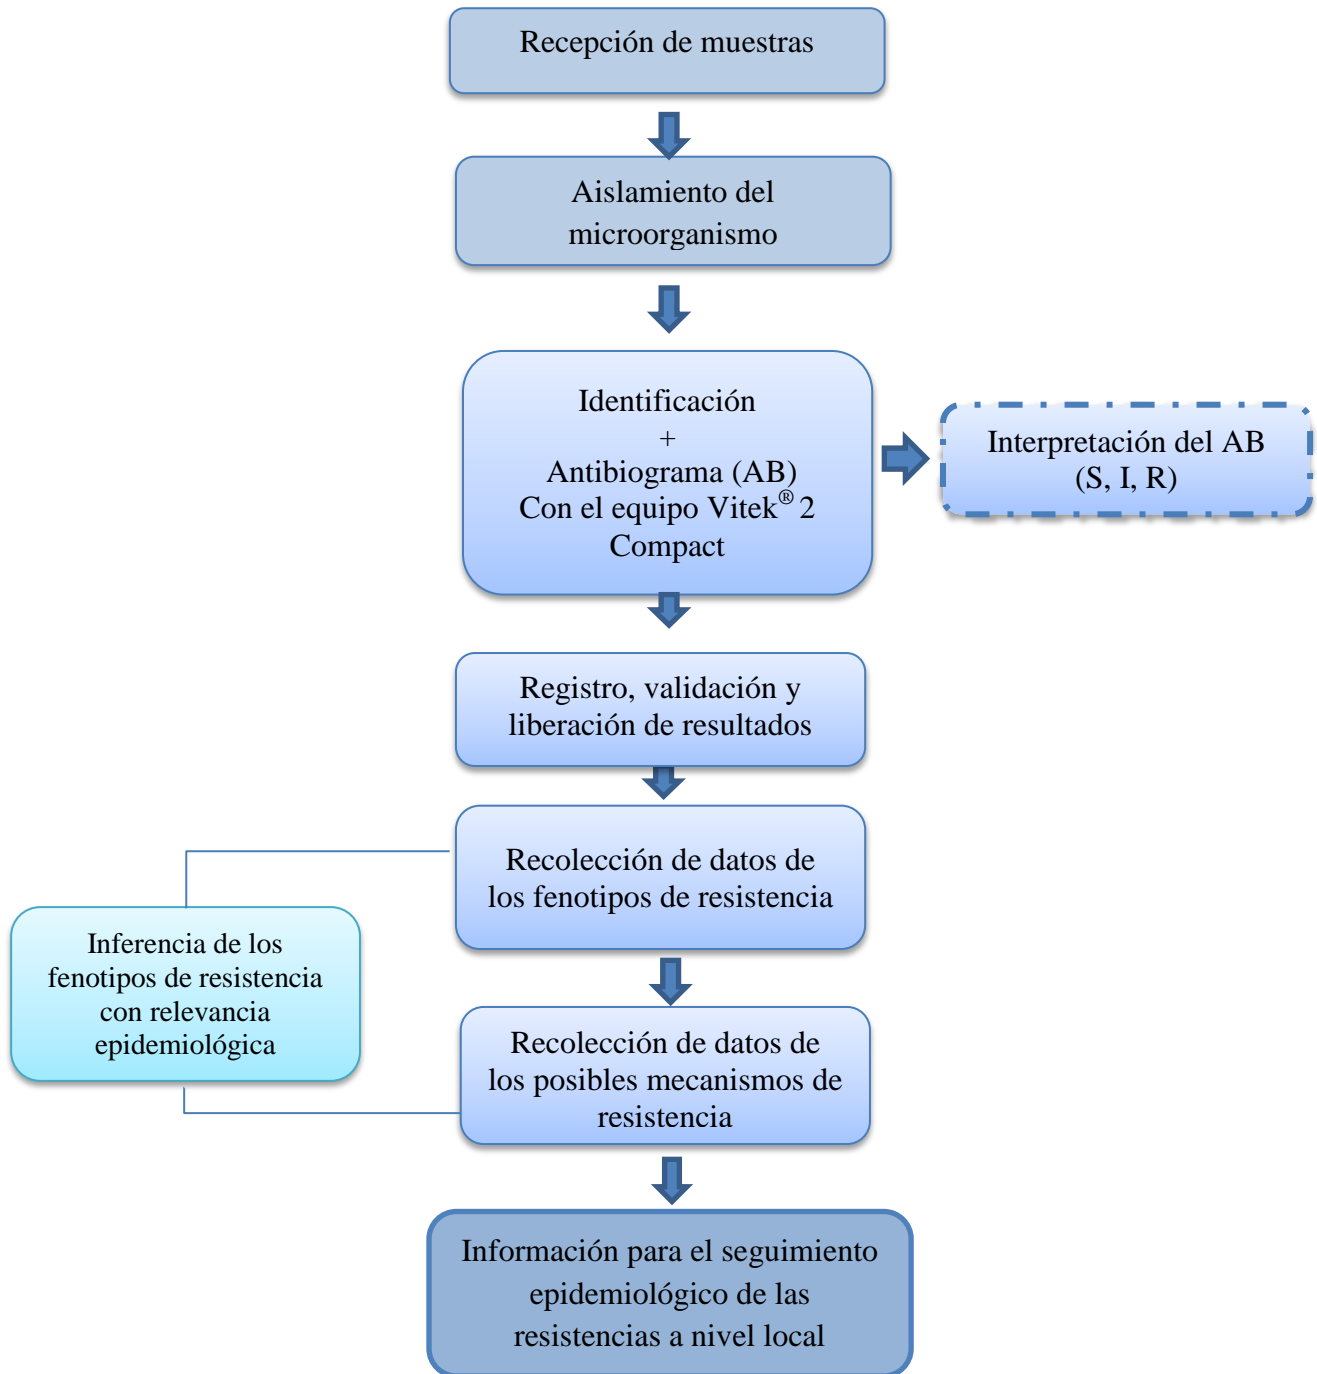 Recepción de muestras
Aislamiento del
microorganismo
Identificación
+
Antibiograma (AB)
Con el equipo Vitek® 2
Compact
Interpretación del AB
(S, I, R)
Registro, validación y
liberación de resultados
Recolección de datos de
los fenotipos de resistencia
Inferencia de los
fenotipos de resistencia
con relevancia
epidemiológica
Recolección de datos de
los posibles mecanismos de
resistencia
Información para el seguimiento
epidemiológico de las
resistencias a nivel local